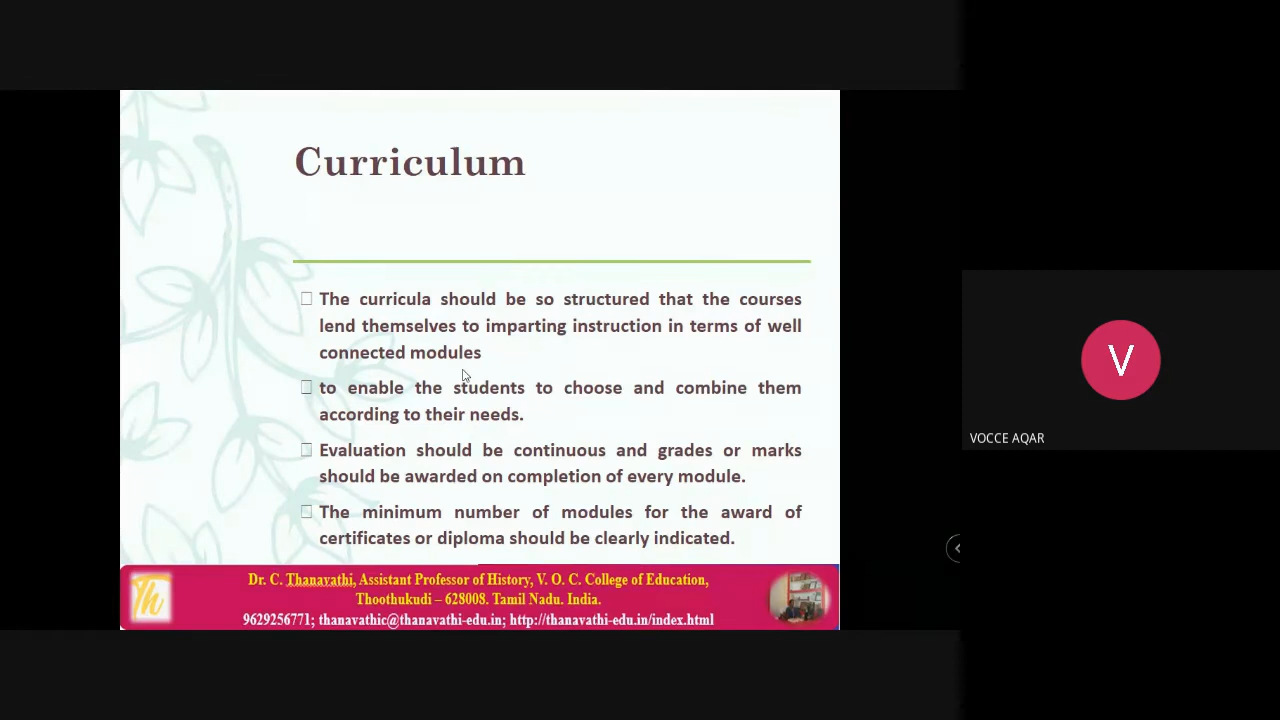 Curriculum
The curricula should be so structured that the courses
lend themselves to imparting instruction in terms of well
connected modules
to enable the students to choose and combine them
according to their needs.
Evaluation should be continuous and grades or marks
should be awarded on completion of every module.
The minimum number of modules for the award of
certificates or diploma should be clearly indicated.
Th
Dr. C. Thanavathi, Assistant Professor of History, V. O. C. College of Education,
Thoothukudi – 628008. Tamil Nadu. India.
9629256771; thanavathic@thanavathi-edu.in; http://thanavathi-edu.in/index.html
V
VOCCE AQAR